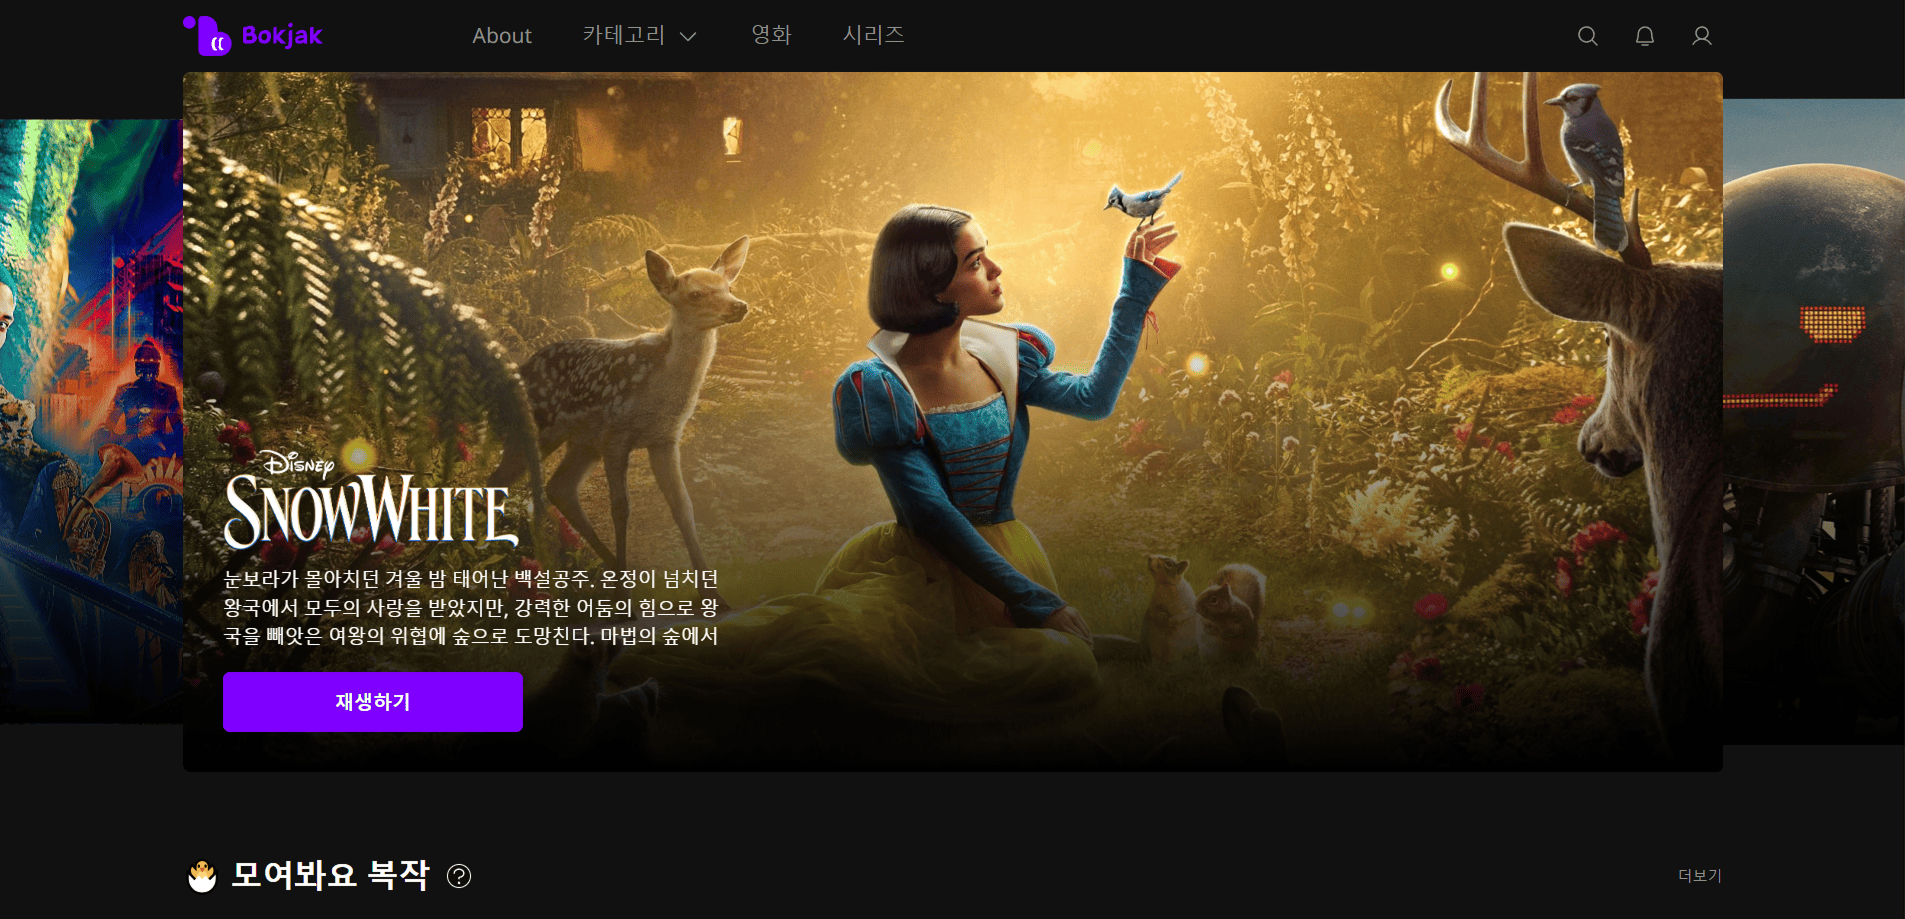 Bokjak
About
카테고리
영화
시리즈
DISNEY
SNOW WHITE
눈보라가 몰아치던 겨울 밤 태어난 백설공주. 온정이 넘치던
왕국에서 모두의 사랑을 받았지만, 강력한 어둠의 힘으로 왕
국을 빼앗은 여왕의 위협에 숲으로 도망친다. 마법의 숲에서
재생하기
모여봐요 복작
더보기